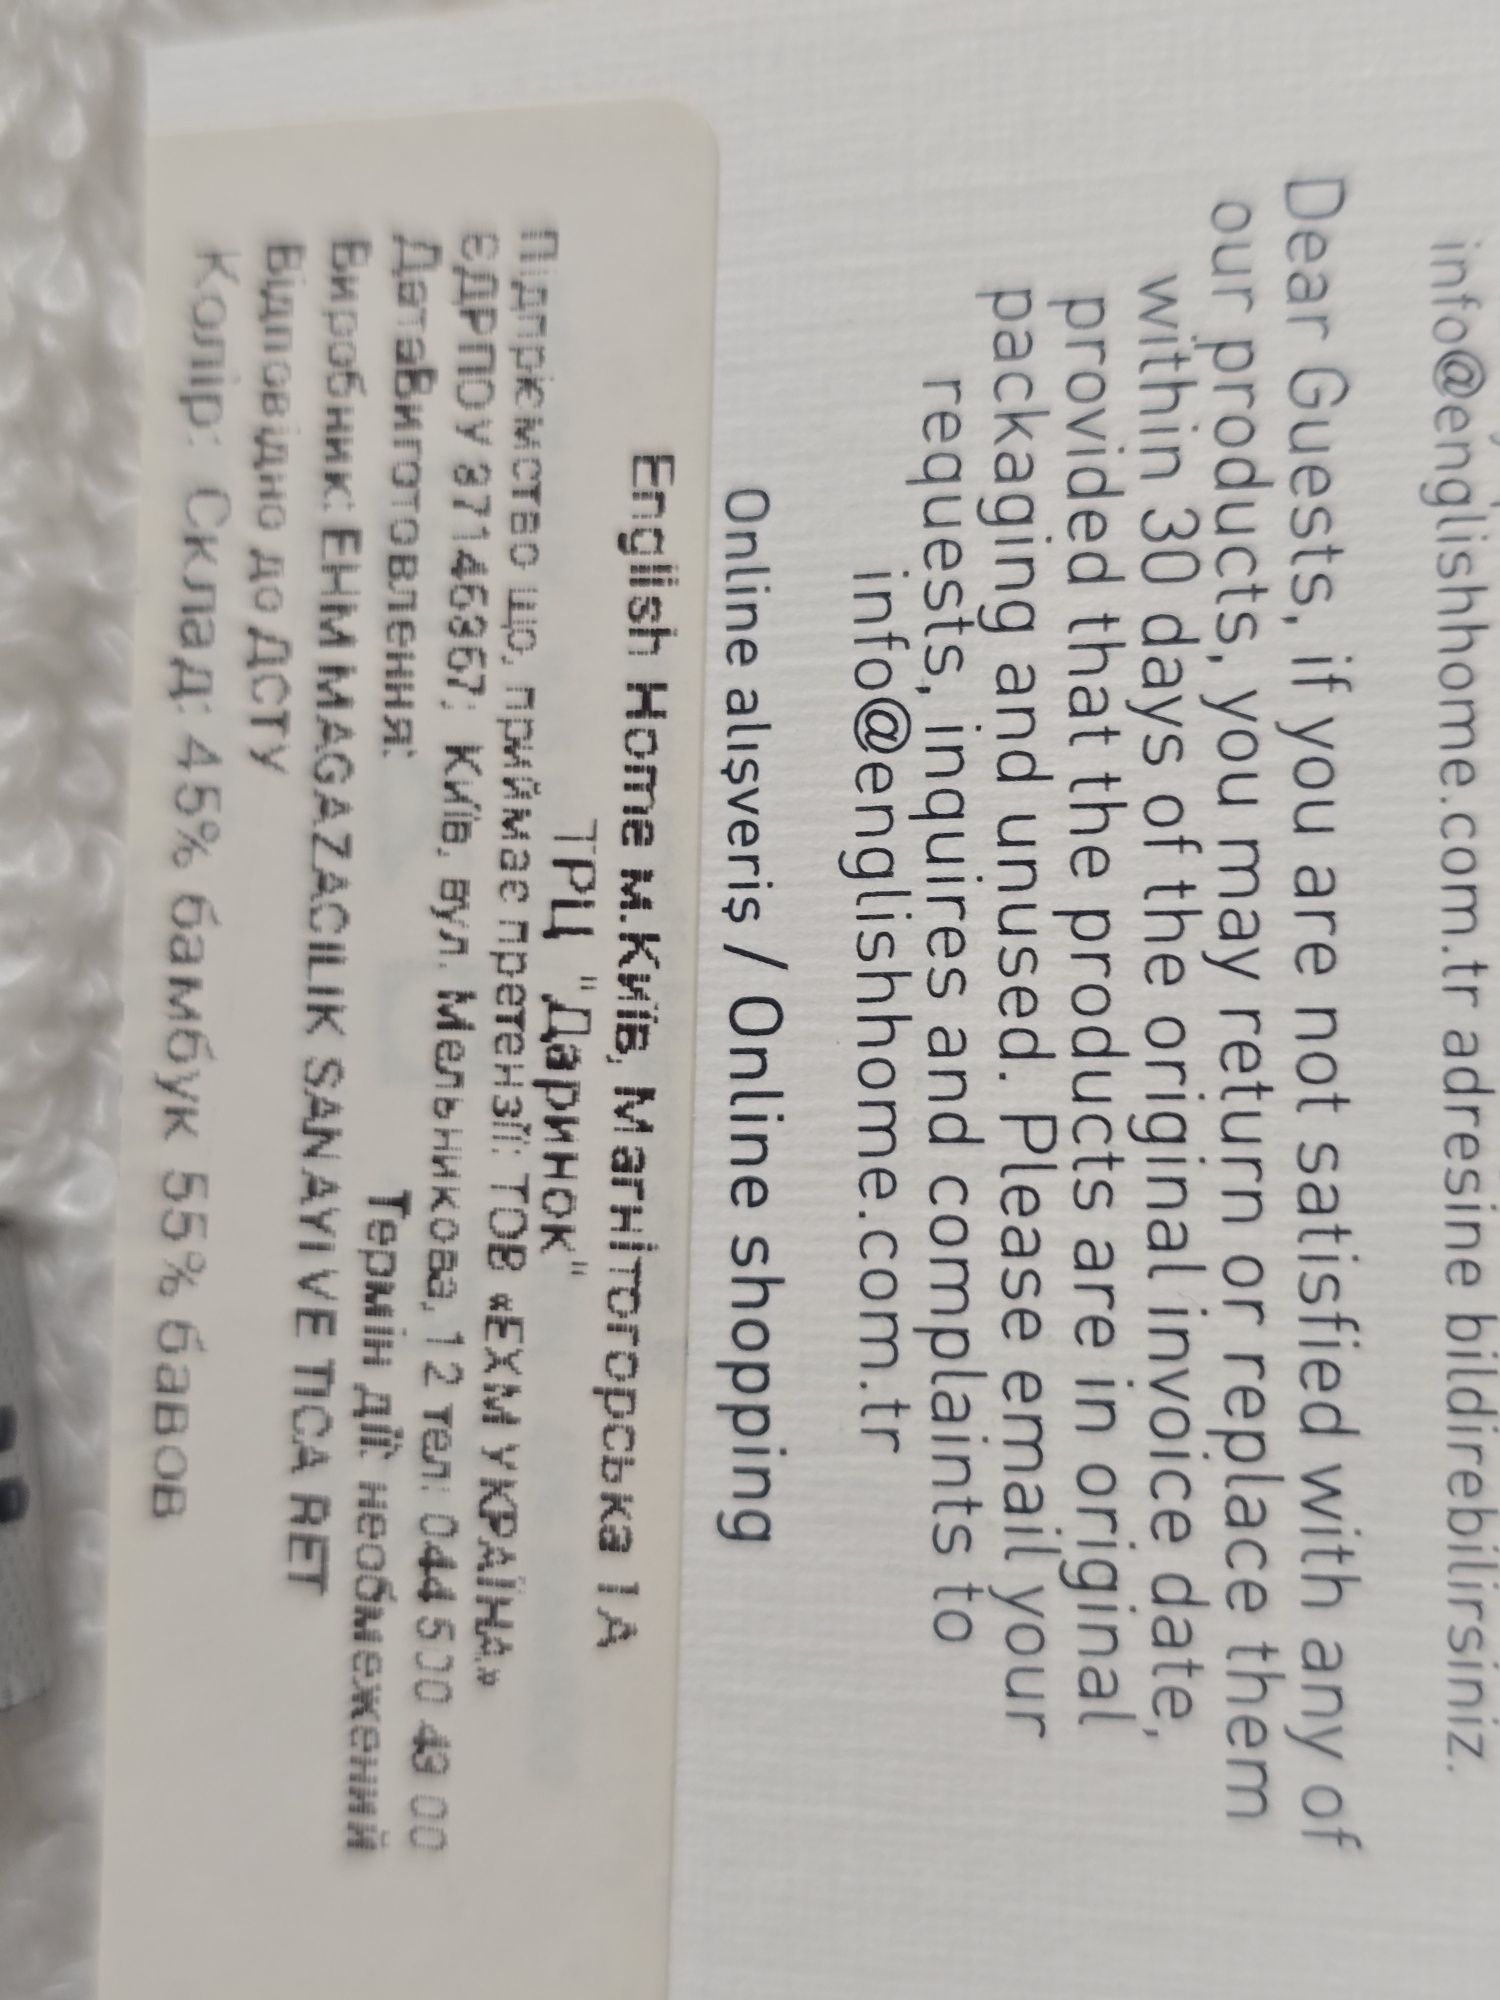 info@englishhome.com.tr adresine bildirebilirsiniz.
Dear Guests, if you are not satisfied with any of
our products, you may return or replace them
within 30 days of the original invoice date,
provided that the products are in original
packaging and unused. Please email your
requests, inquires and complaints to
info@englishhome.com.tr
Online alışveriş / Online shopping
English Home м.Київ, Магнітогорська 1А
ТРЦ "Даринок"
Підприємство що, приймає претензії: ТОВ «ЕХМ УКРАЇНА»
ЄДРПОУ Київ, вул. Мельникова, 12 тел: 044 500 49 00
ДатаВиготовлення: Термін дії: необмежений
Виробник: EHM MAGAZACILIK SANAYI VE TICA RET
Відповідно до ДСТУ
Колір: Склад: 45% бамбук 55% бавов